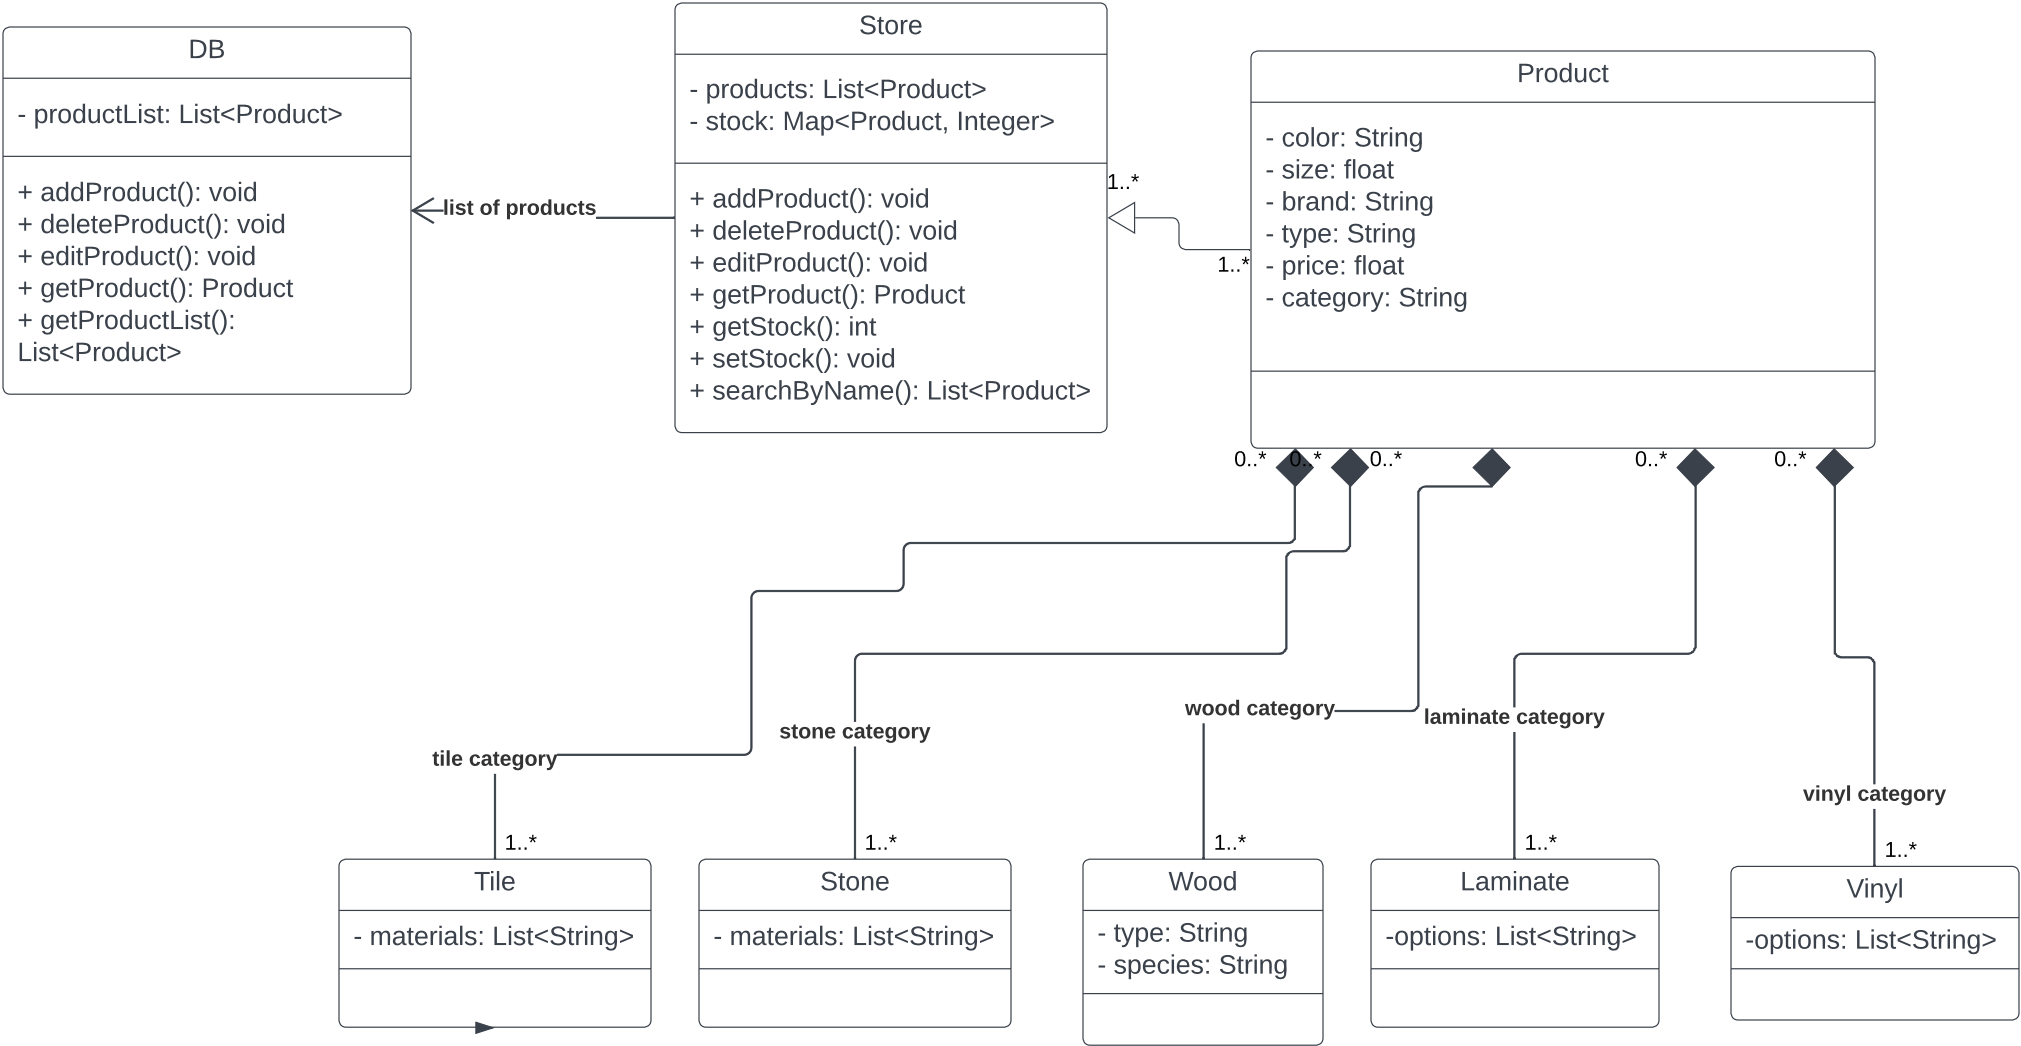 DB
- productList: List<Product>
+ addProduct(): void
+ deleteProduct(): void
+ editProduct(): void
+ getProduct(): Product
+ getProductList():
List<Product>
list of products
Store
- products: List<Product>
- stock: Map<Product, Integer>
+ addProduct(): void
+ deleteProduct(): void
+ editProduct(): void
+ getProduct(): Product
+ getStock(): int
+ setStock(): void
+ searchByName(): List<Product>
1..*
1..*
Product
- color: String
- size: float
- brand: String
- type: String
- price: float
- category: String
0..*
0..*
0..*
0..*
0..*
tile category
stone category
wood category
laminate category
vinyl category
1..*
1..*
1..*
1..*
1..*
Tile
- materials: List<String>
Stone
- materials: List<String>
Wood
- type: String
- species: String
Laminate
-options: List<String>
Vinyl
-options: List<String>